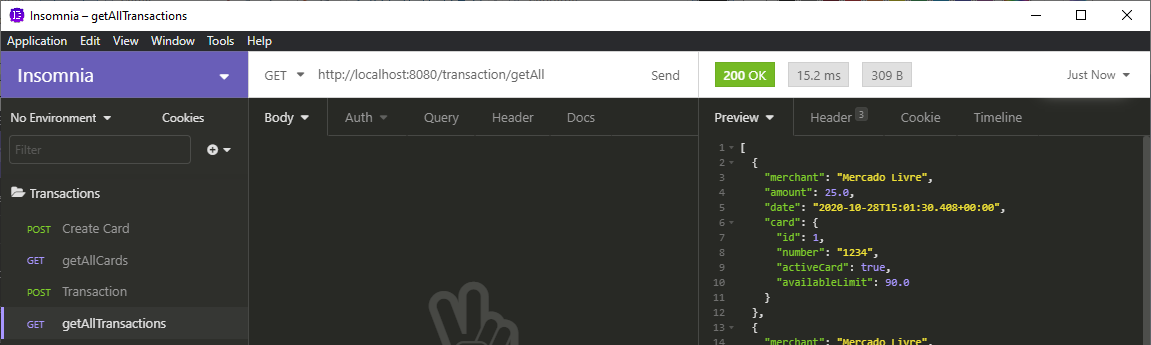 Insomnia – getAllTransactions
Application Edit View Window Tools Help
Insomnia
GET http://localhost:8080/transaction/getAll Send
200 OK 15.2 ms 309 B Just Now
No Environment Cookies
Body Auth Query Header Docs
Preview Header 3 Cookie Timeline
Filter
Transactions
POST Create Card
GET getAllCards
POST Transaction
GET getAllTransactions
1 [
2 {
3 "merchant": "Mercado Livre",
4 "amount": 25.0,
5 "date": "2020-10-28T15:01:30.408+00:00",
6 "card": {
7 "id": 1,
8 "number": "1234",
9 "activeCard": true,
10 "availableLimit": 90.0
11 }
12 },
13 {
14 "merchant": "Mercado Livre",